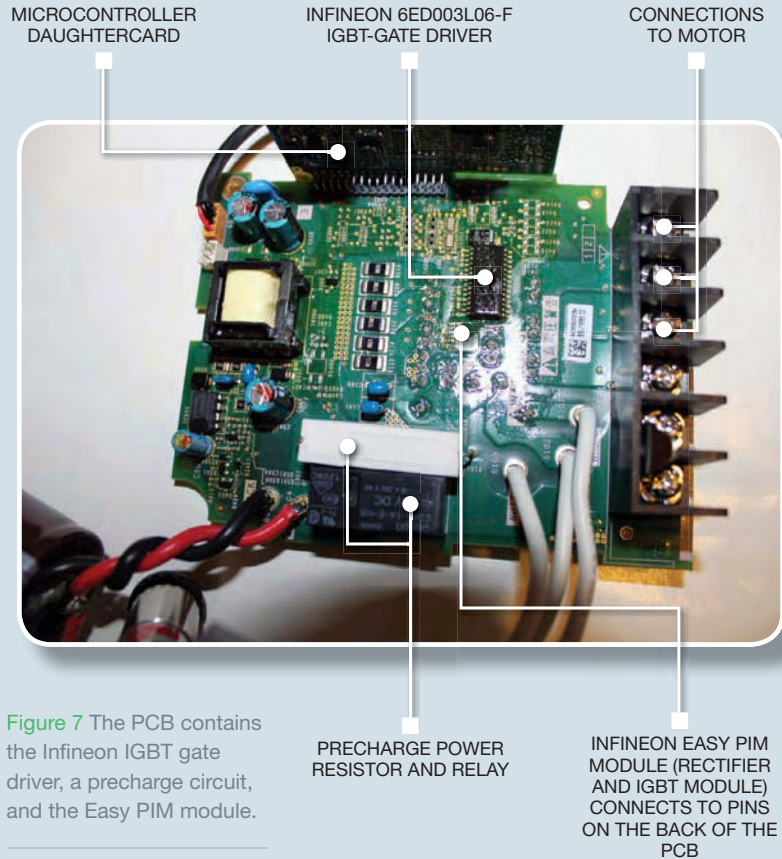 MICROCONTROLLER
DAUGHTERCARD
INFINEON 6ED003L06-F
IGBT-GATE DRIVER
CONNECTIONS
TO MOTOR
Figure 7 The PCB contains
the Infineon IGBT gate
driver, a precharge circuit,
and the Easy PIM module.
PRECHARGE POWER
RESISTOR AND RELAY
INFINEON EASY PIM
MODULE (RECTIFIER
AND IGBT MODULE)
CONNECTS TO PINS
ON THE BACK OF THE
PCB